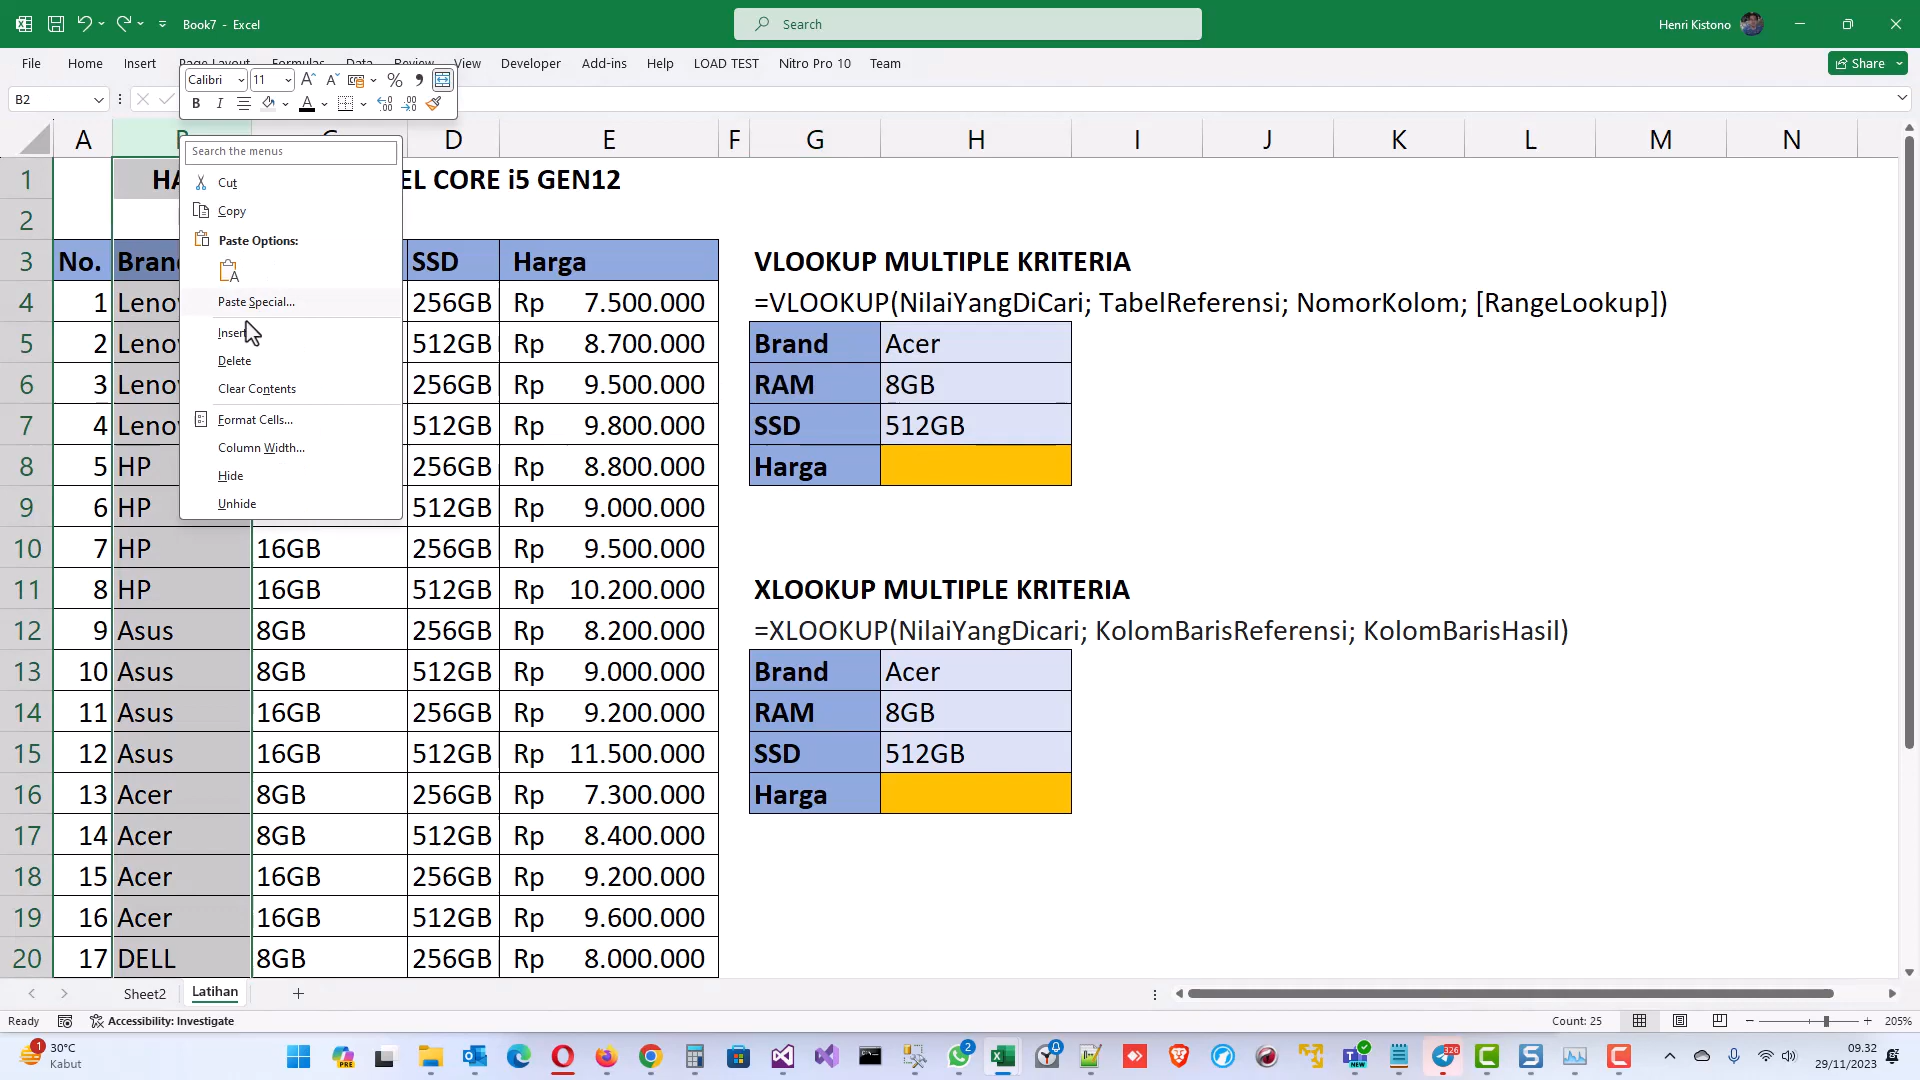 Book7 - Excel
Search
Henri Kistono
File Home Insert Page Layout Formulas Data Review View Developer Add-ins Help LOAD TEST Nitro Pro 10 Team
Share
Calibri 11
B I
B2
A C D E F G H I J K L M N
Search the menus
Cut
Copy
Paste Options:
Paste Special...
Insert
Delete
Clear Contents
Format Cells...
Column Width...
Hide
Unhide
1 HA EL CORE i5 GEN12
2
3 No. Brand SSD Harga VLOOKUP MULTIPLE KRITERIA
4 1 Lenov 256GB Rp 7.500.000 =VLOOKUP(NilaiYangDiCari; TabelReferensi; NomorKolom; [RangeLookup])
5 2 Lenov 512GB Rp 8.700.000 Brand Acer
6 3 Lenov 256GB Rp 9.500.000 RAM 8GB
7 4 Lenov 512GB Rp 9.800.000 SSD 512GB
8 5 HP 256GB Rp 8.800.000 Harga
9 6 HP 512GB Rp 9.000.000
10 7 HP 16GB 256GB Rp 9.500.000
11 8 HP 16GB 512GB Rp 10.200.000 XLOOKUP MULTIPLE KRITERIA
12 9 Asus 8GB 256GB Rp 8.200.000 =XLOOKUP(NilaiYangDicari; KolomBarisReferensi; KolomBarisHasil)
13 10 Asus 8GB 512GB Rp 9.000.000 Brand Acer
14 11 Asus 16GB 256GB Rp 9.200.000 RAM 8GB
15 12 Asus 16GB 512GB Rp 11.500.000 SSD 512GB
16 13 Acer 8GB 256GB Rp 7.300.000 Harga
17 14 Acer 8GB 512GB Rp 8.400.000
18 15 Acer 16GB 256GB Rp 9.200.000
19 16 Acer 16GB 512GB Rp 9.600.000
20 17 DELL 8GB 256GB Rp 8.000.000
Sheet2 Latihan
Ready Accessibility: Investigate Count: 25 205%
30°C
Kabut
09.32
29/11/2023